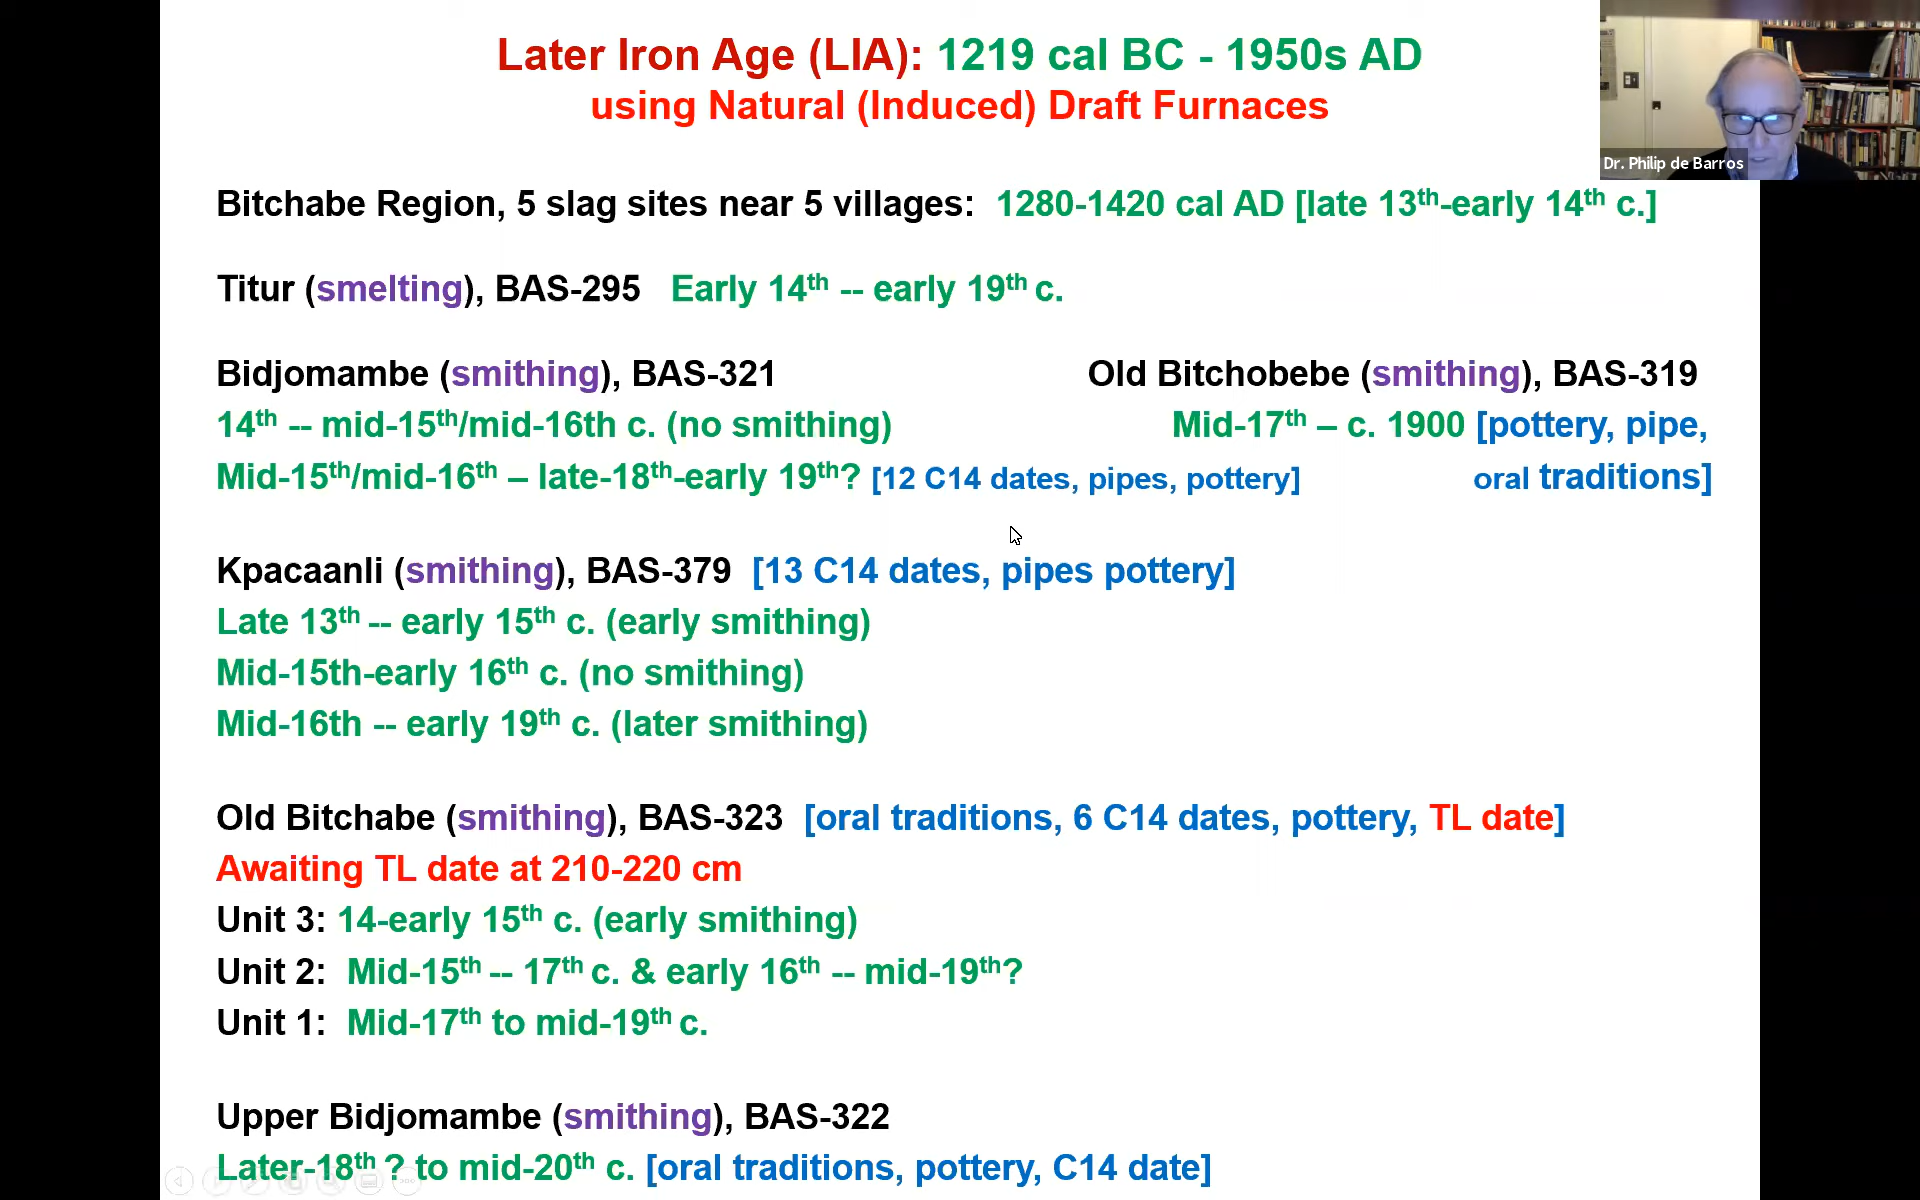 Later Iron Age (LIA): 1219 cal BC - 1950s AD
using Natural (Induced) Draft Furnaces
Dr. Philip de Barros
Bitchabe Region, 5 slag sites near 5 villages: 1280-1420 cal AD [late 13th-early 14th c.]
Titur (smelting), BAS-295 Early 14th -- early 19th c.
Bidjomambe (smithing), BAS-321
14th -- mid-15th/mid-16th c. (no smithing)
Mid-15th/mid-16th – late-18th-early 19th? [12 C14 dates, pipes, pottery]
Old Bitchobebe (smithing), BAS-319
Mid-17th – c. 1900 [pottery, pipe,
oral traditions]
Kpacaanli (smithing), BAS-379 [13 C14 dates, pipes pottery]
Late 13th -- early 15th c. (early smithing)
Mid-15th-early 16th c. (no smithing)
Mid-16th -- early 19th c. (later smithing)
Old Bitchabe (smithing), BAS-323 [oral traditions, 6 C14 dates, pottery, TL date]
Awaiting TL date at 210-220 cm
Unit 3: 14-early 15th c. (early smithing)
Unit 2: Mid-15th -- 17th c. & early 16th -- mid-19th?
Unit 1: Mid-17th to mid-19th c.
Upper Bidjomambe (smithing), BAS-322
Later-18th ? to mid-20th c. [oral traditions, pottery, C14 date]